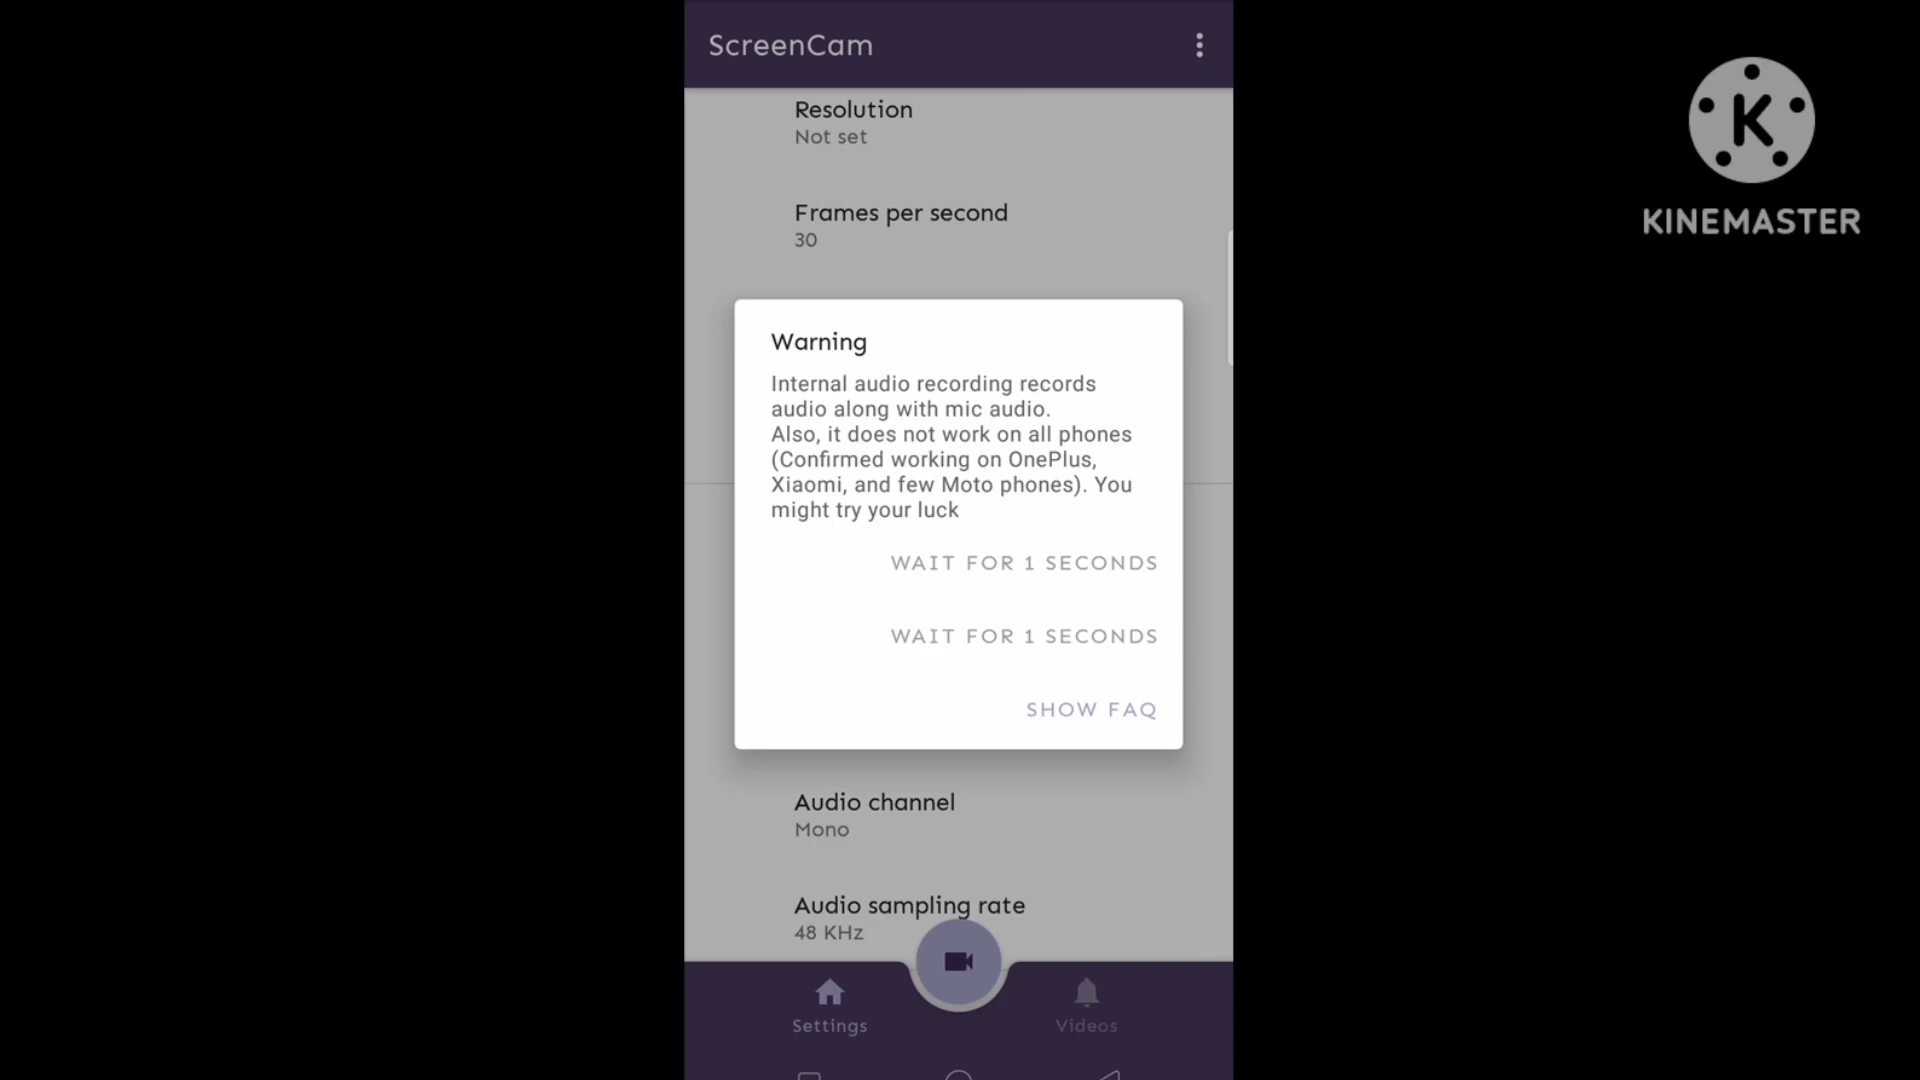 ScreenCam
Resolution
Not set
Frames per second
30
Warning
Internal audio recording records
audio along with mic audio.
Also, it does not work on all phones
(Confirmed working on OnePlus,
Xiaomi, and few Moto phones). You
might try your luck
WAIT FOR 1 SECONDS
WAIT FOR 1 SECONDS
SHOW FAQ
Audio channel
Mono
Audio sampling rate
48 KHz
Settings
Videos
K
KINEMASTER